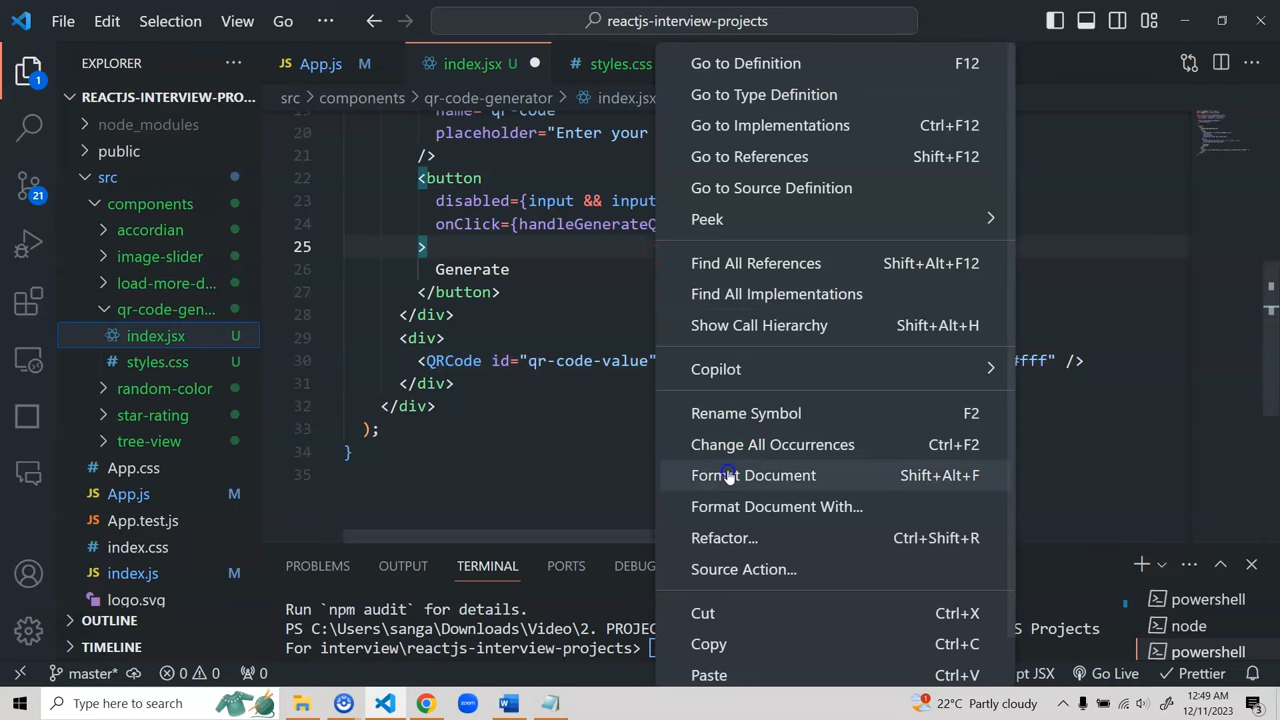 File Edit Selection View Go ··· reactjs-interview-projects
EXPLORER ···
App.js M
index.jsx U
styles.css
REACTJS-INTERVIEW-PRO...
src > components > qr-code-generator > index.jsx
node_modules
public
src
components
accordian
image-slider
load-more-d...
qr-code-gen...
index.jsx U
styles.css U
random-color
star-rating
tree-view
App.css
App.js M
App.test.js
index.css
index.js M
logo.svg
OUTLINE
TIMELINE
1
21
20 placeholder="Enter your
21 />
22 <button
23 disabled={input && input
24 onClick={handleGenerateQ
25 >
26 Generate
27 </button>
28 </div>
29 <div>
30 <QRCode id="qr-code-value" #fff" />
31 </div>
32 </div>
33 );
34 }
35
Go to Definition F12
Go to Type Definition
Go to Implementations Ctrl+F12
Go to References Shift+F12
Go to Source Definition
Peek
Find All References Shift+Alt+F12
Find All Implementations
Show Call Hierarchy Shift+Alt+H
Copilot
Rename Symbol F2
Change All Occurrences Ctrl+F2
Format Document Shift+Alt+F
Format Document With...
Refactor... Ctrl+Shift+R
Source Action...
Cut Ctrl+X
Copy Ctrl+C
Paste Ctrl+V
PROBLEMS OUTPUT TERMINAL PORTS DEBUG
Run `npm audit` for details.
PS C:\Users\sanga\Downloads\Video\2. PROJEC S Projects
For interview\reactjs-interview-projects>
powershell
node
powershell
master* 0 0 0 pt JSX Go Live Prettier
Type here to search
22°C Partly cloudy
12:49 AM
12/11/2023
3